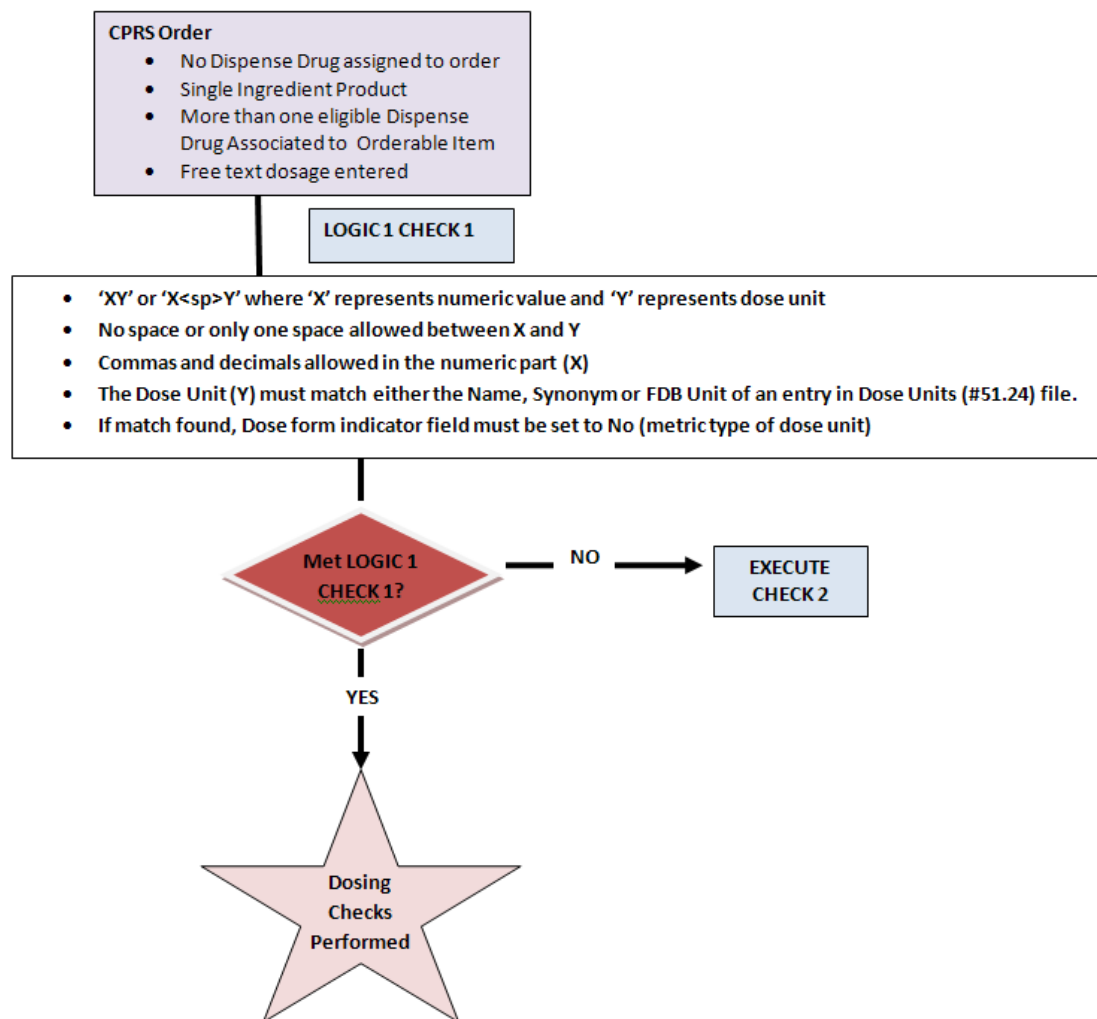 CPRS Order
• No Dispense Drug assigned to order
• Single Ingredient Product
• More than one eligible Dispense
Drug Associated to Orderable Item
• Free text dosage entered
LOGIC 1 CHECK 1
• ‘XY’ or ‘X<sp>Y’ where ‘X’ represents numeric value and ‘Y’ represents dose unit
• No space or only one space allowed between X and Y
• Commas and decimals allowed in the numeric part (X)
• The Dose Unit (Y) must match either the Name, Synonym or FDB Unit of an entry in Dose Units (#51.24) file.
• If match found, Dose form indicator field must be set to No (metric type of dose unit)
Met LOGIC 1
CHECK 1?
NO
EXECUTE
CHECK 2
YES
Dosing
Checks
Performed